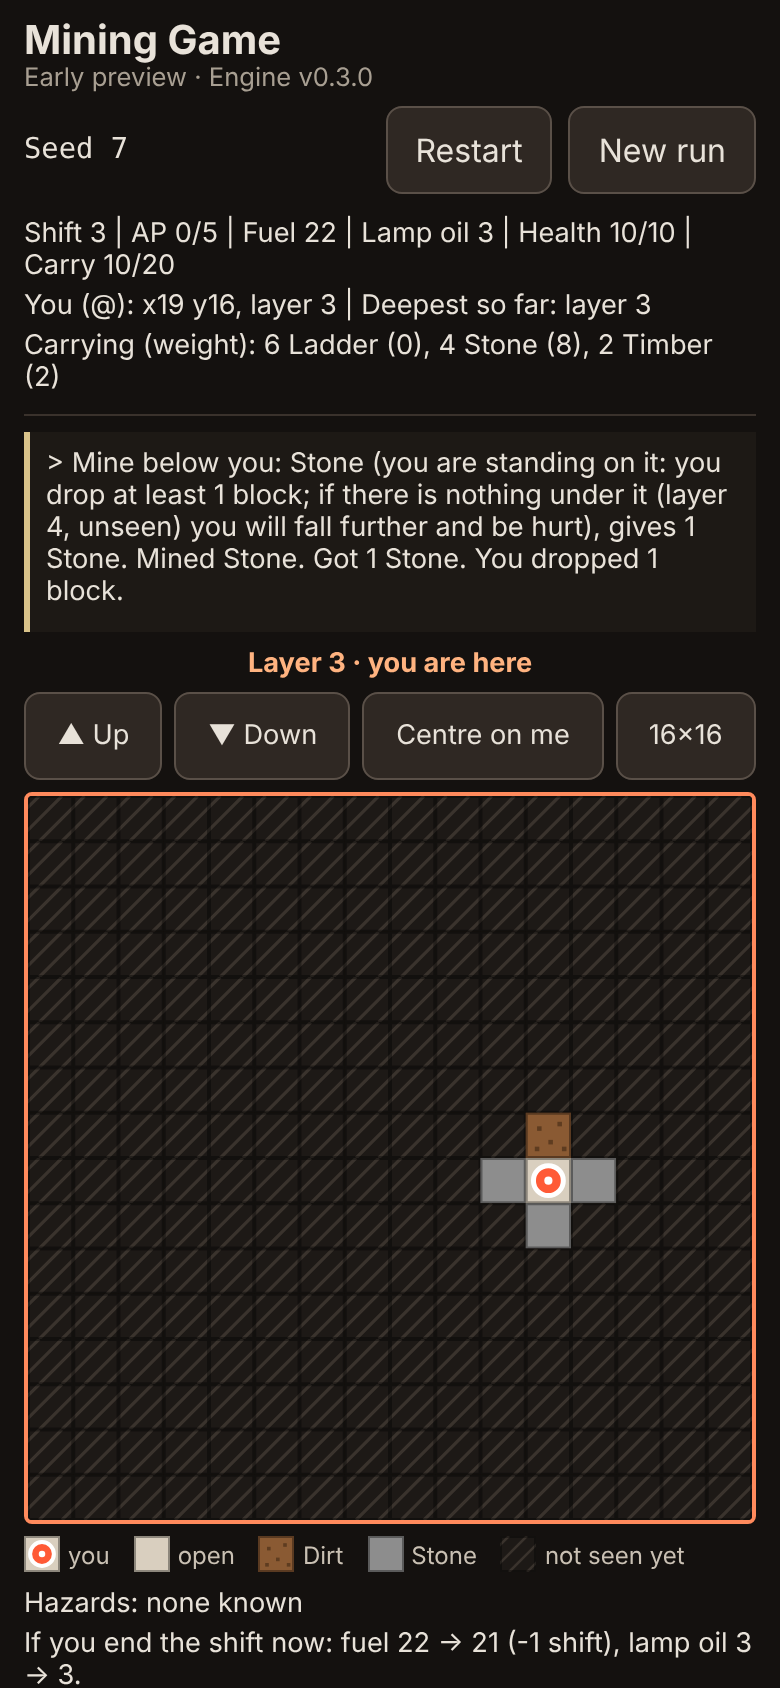 Mining Game
Early preview · Engine v0.3.0
Seed 7
Restart
New run
Shift 3 | AP 0/5 | Fuel 22 | Lamp oil 3 | Health 10/10 |
Carry 10/20
You (@): x19 y16, layer 3 | Deepest so far: layer 3
Carrying (weight): 6 Ladder (0), 4 Stone (8), 2 Timber
(2)
> Mine below you: Stone (you are standing on it: you
drop at least 1 block; if there is nothing under it (layer
4, unseen) you will fall further and be hurt), gives 1
Stone. Mined Stone. Got 1 Stone. You dropped 1
block.
Layer 3 · you are here
▲ Up
▼ Down
Centre on me
16×16
you
open
Dirt
Stone
not seen yet
Hazards: none known
If you end the shift now: fuel 22 → 21 (-1 shift), lamp oil 3
→ 3.